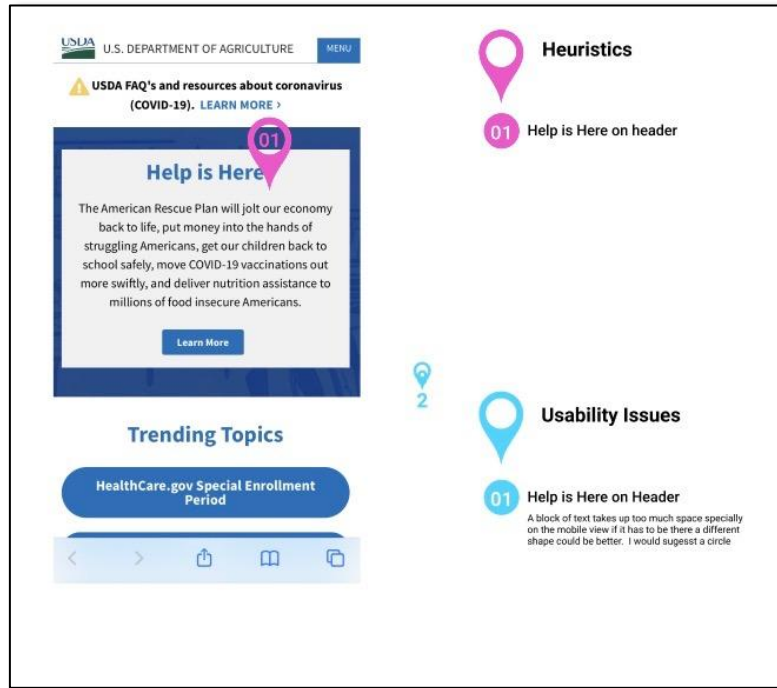 USDA
U.S. DEPARTMENT OF AGRICULTURE
MENU
USDA FAQ's and resources about coronavirus
(COVID-19). LEARN MORE ›
01
Help is Here
The American Rescue Plan will jolt our economy
back to life, put money into the hands of
struggling Americans, get our children back to
school safely, move COVID-19 vaccinations out
more swiftly, and deliver nutrition assistance to
millions of food insecure Americans.
Learn More
Trending Topics
HealthCare.gov Special Enrollment
Period
Heuristics
01 Help is Here on header
2
Usability Issues
01 Help is Here on Header
A block of text takes up too much space specially
on the mobile view if it has to be there a different
shape could be better. I would sugesst a circle